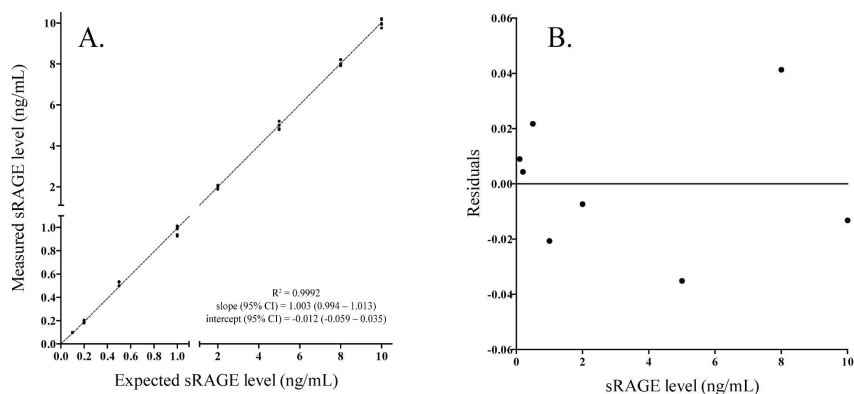 A.
Measured sRAGE level (ng/mL)
10
8
6
4
2
1.0
0.8
0.6
0.4
0.2
0.0
R² = 0.9992
slope (95% CI) = 1.003 (0.994 – 1.013)
intercept (95% CI) = -0.012 (-0.059 – 0.035)
0.0 0.2 0.4 0.6 0.8 1.0 2 4 6 8 10
Expected sRAGE level (ng/mL)
B.
Residuals
0.06
0.04
0.02
0.00
-0.02
-0.04
-0.06
0 2 4 6 8 10
sRAGE level (ng/mL)